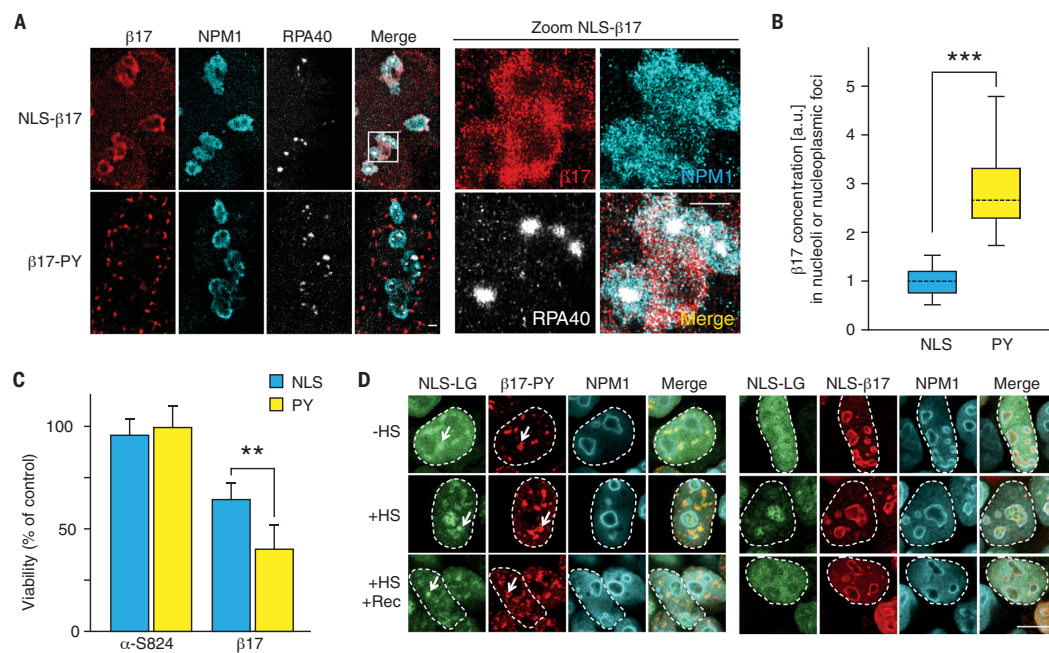 A
β17 NPM1 RPA40 Merge
Zoom NLS-β17
NLS-β17
β17-PY
β17
NPM1
RPA40
Merge
B
β17 concentration [a.u.]
in nucleoli or nucleoplasmic foci
5
4
3
2
1
0
***
NLS PY
C
NLS
PY
Viability (% of control)
100
50
0
**
α-S824 β17
D
NLS-LG β17-PY NPM1 Merge
NLS-LG NLS-β17 NPM1 Merge
-HS
+HS
+HS
+Rec